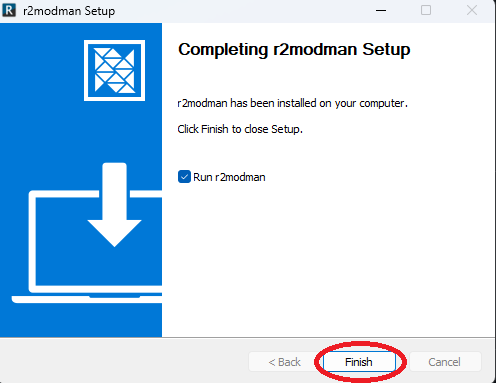 R r2modman Setup
Completing r2modman Setup
r2modman has been installed on your computer.
Click Finish to close Setup.
Run r2modman
< Back Finish Cancel